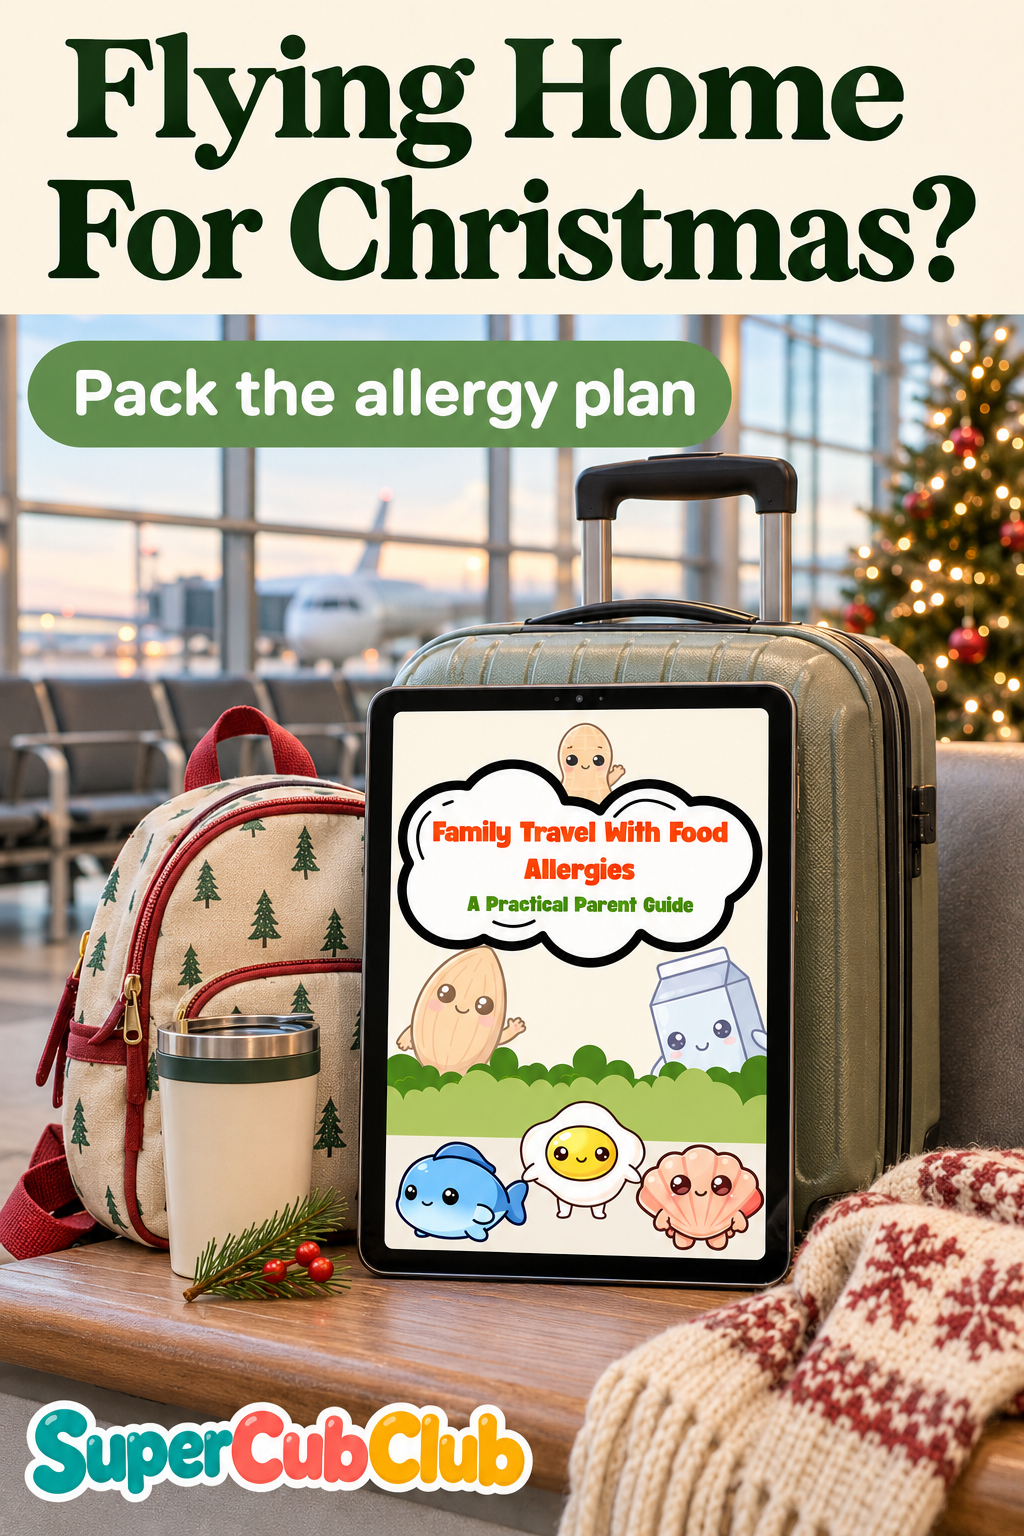 Flying Home
For Christmas?
Pack the allergy plan
Family Travel With Food
Allergies
A Practical Parent Guide
SuperCubClub